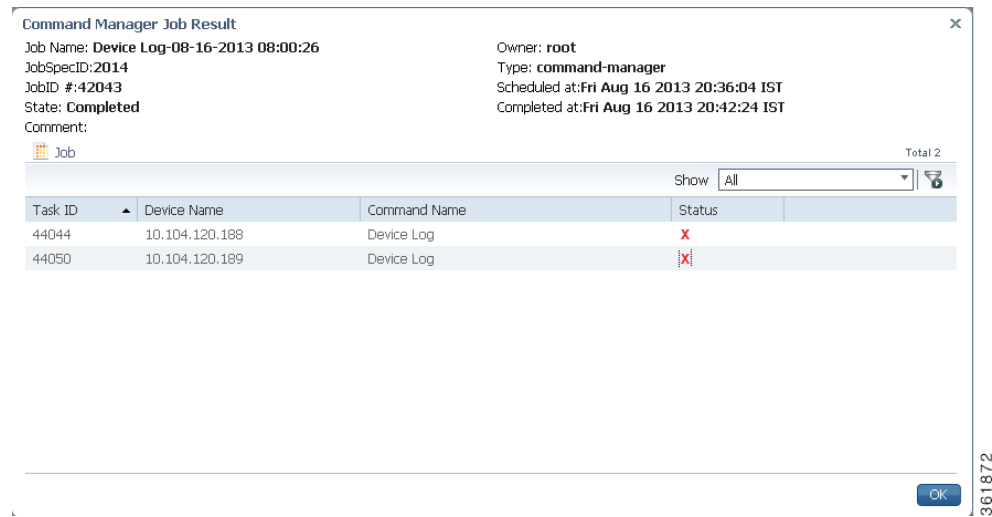 Command Manager Job Result
Job Name: Device Log-08-16-2013 08:00:26
JobSpecID:2014
JobID #:42043
State: Completed
Comment:
Owner: root
Type: command-manager
Scheduled at:Fri Aug 16 2013 20:36:04 IST
Completed at:Fri Aug 16 2013 20:42:24 IST
Job
Total 2
Show All
Task ID Device Name Command Name Status
44044 10.104.120.188 Device Log X
44050 10.104.120.189 Device Log X
OK
361872